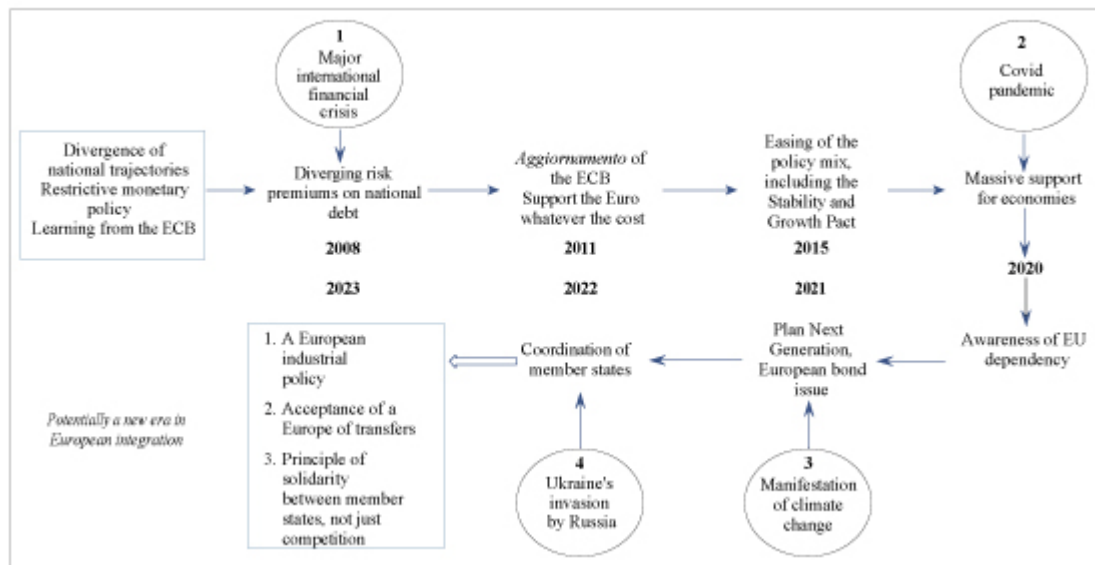 1
Major
international
financial
crisis
2
Covid
pandemic
Divergence of
national trajectories
Restrictive monetary
policy
Learning from the ECB
Diverging risk
premiums on national
debt
2008
Aggiornamento of
the ECB
Support the Euro
whatever the cost
2011
Easing of the
policy mix,
including the
Stability and
Growth Pact
2015
Massive support
for economies
2020
Awareness of EU
dependency
2021
Plan Next
Generation,
European bond
issue
3
Manifestation
of climate
change
2022
Coordination of
member states
4
Ukraine's
invasion
by Russia
2023
1. A European
industrial
policy
2. Acceptance of a
Europe of transfers
3. Principle of
solidarity
between member
states, not just
competition
Potentially a new era in
European integration